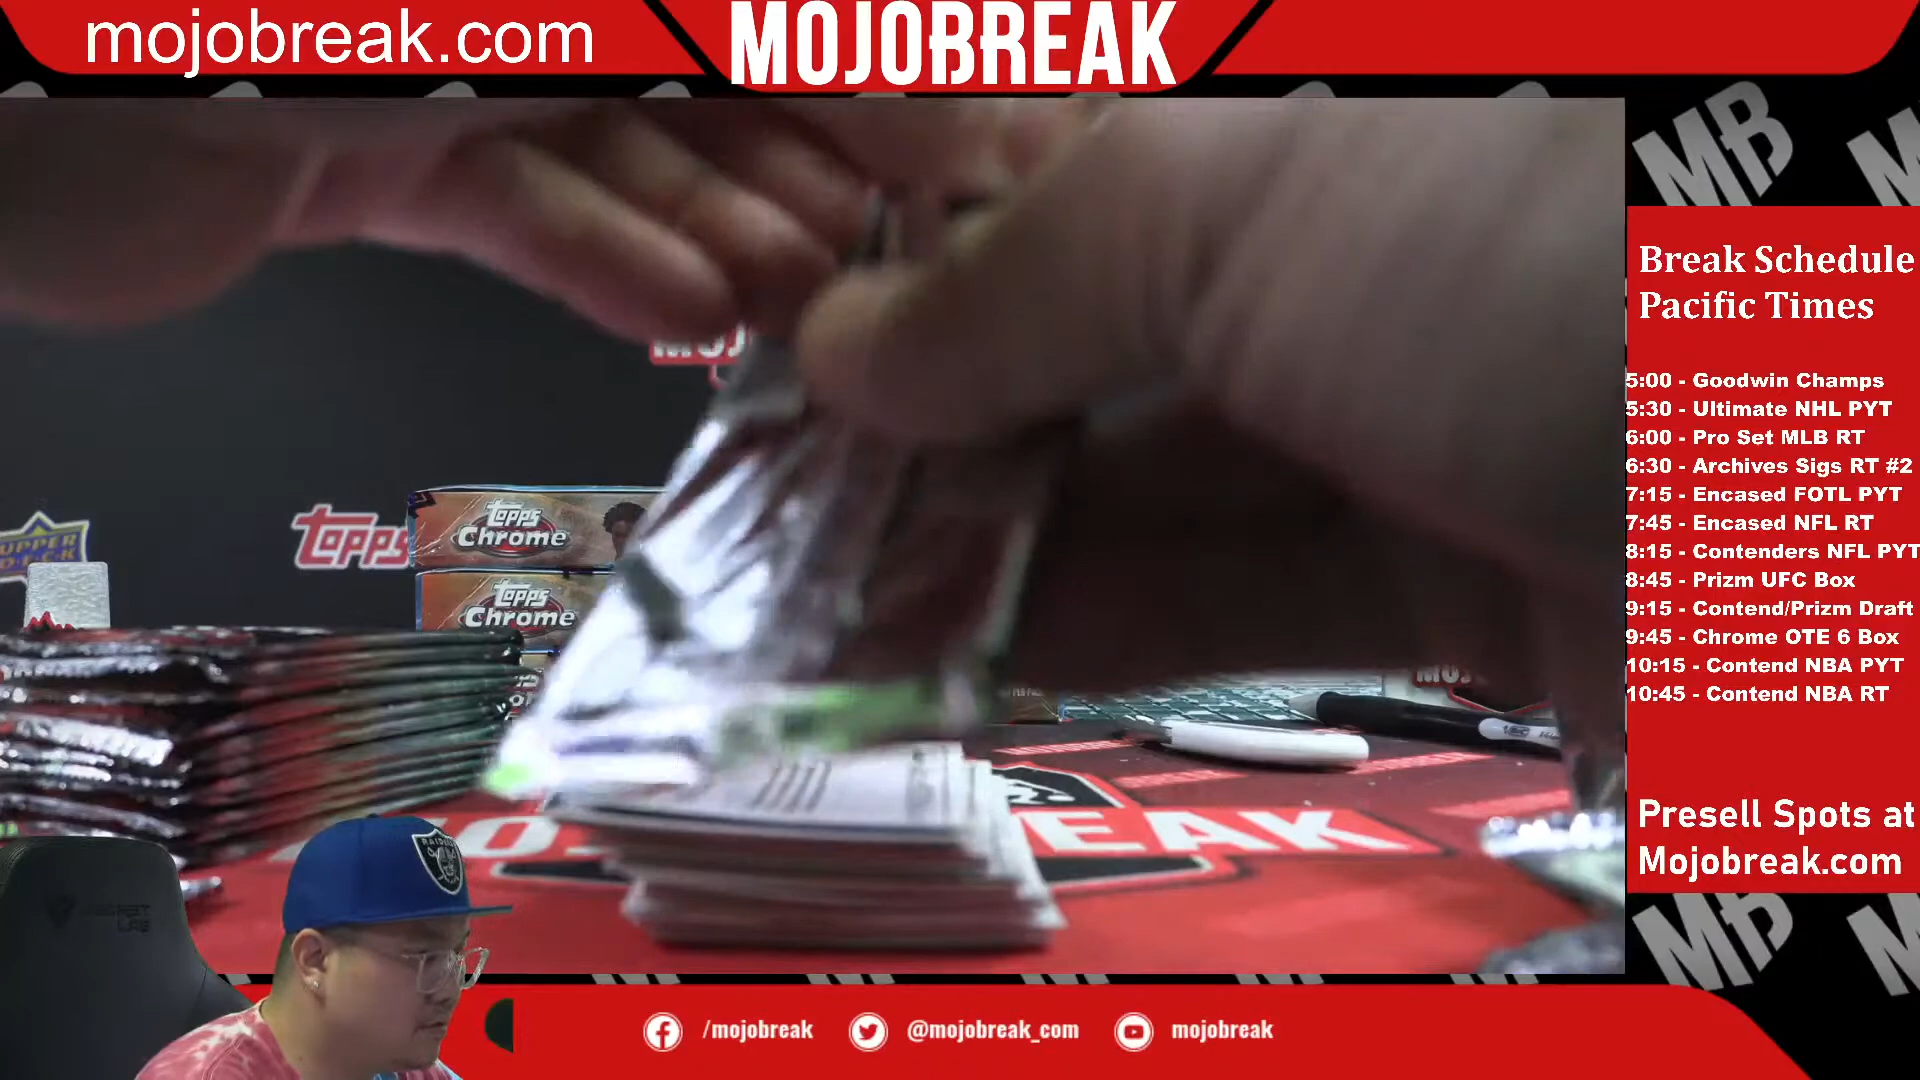 mojobreak.com
MOJOBREAK
Break Schedule
Pacific Times
5:00 - Goodwin Champs
5:30 - Ultimate NHL PYT
6:00 - Pro Set MLB RT
6:30 - Archives Sigs RT #2
7:15 - Encased FOTL PYT
7:45 - Encased NFL RT
8:15 - Contenders NFL PYT
8:45 - Prizm UFC Box
9:15 - Contend/Prizm Draft
9:45 - Chrome OTE 6 Box
10:15 - Contend NBA PYT
10:45 - Contend NBA RT
Presell Spots at
Mojobreak.com
MB
MB
UPPER
DECK
Topps
Topps
Chrome
Topps
Chrome
EAK
RAIDERS
/mojobreak
@mojobreak_com
mojobreak